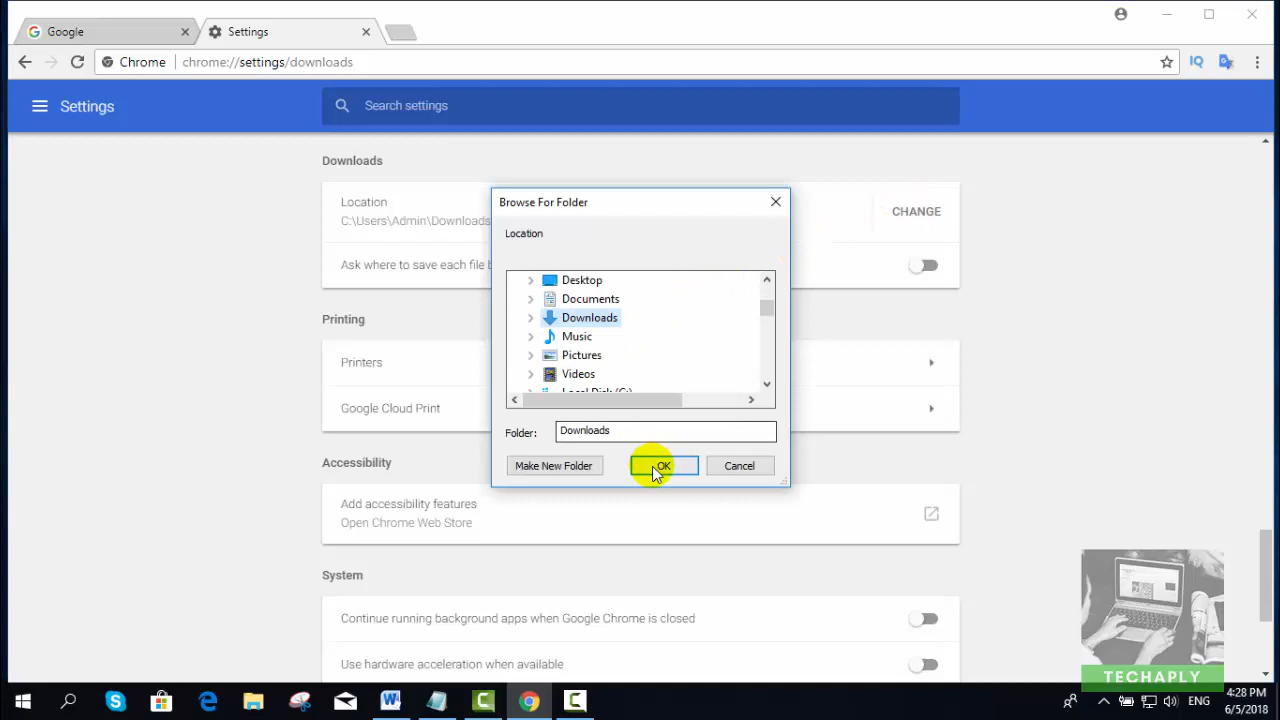 Google
Settings
Chrome
chrome://settings/downloads
IQ
Settings
Search settings
Downloads
Location
C:\Users\Admin\Downloads
CHANGE
Ask where to save each file
Browse For Folder
Location
Desktop
Documents
Downloads
Music
Pictures
Videos
Local Disk (C:)
Folder:
Downloads
Make New Folder
OK
Cancel
Printing
Printers
Google Cloud Print
Accessibility
Add accessibility features
Open Chrome Web Store
System
Continue running background apps when Google Chrome is closed
Use hardware acceleration when available
TECHAPLY
ENG
4:28 PM
6/5/2018